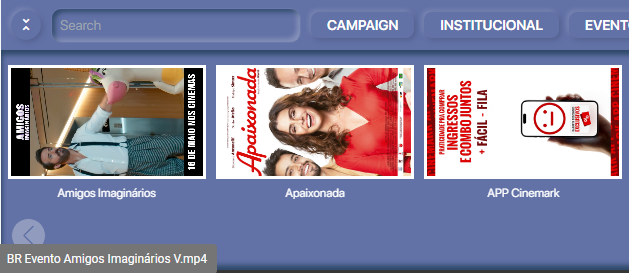 Search
CAMPAIGN
INSTITUCIONAL
EVENTO
AMIGOS
IMAGINÁRIOS
16 DE MAIO NOS CINEMAS
Apaixonada
PRATICIDADE PRA COMPRAR
INGRESSOS
E COMBO JUNTOS
+ FÁCIL - FILA
Amigos Imaginários
Apaixonada
APP Cinemark
BR Evento Amigos Imaginários V.mp4